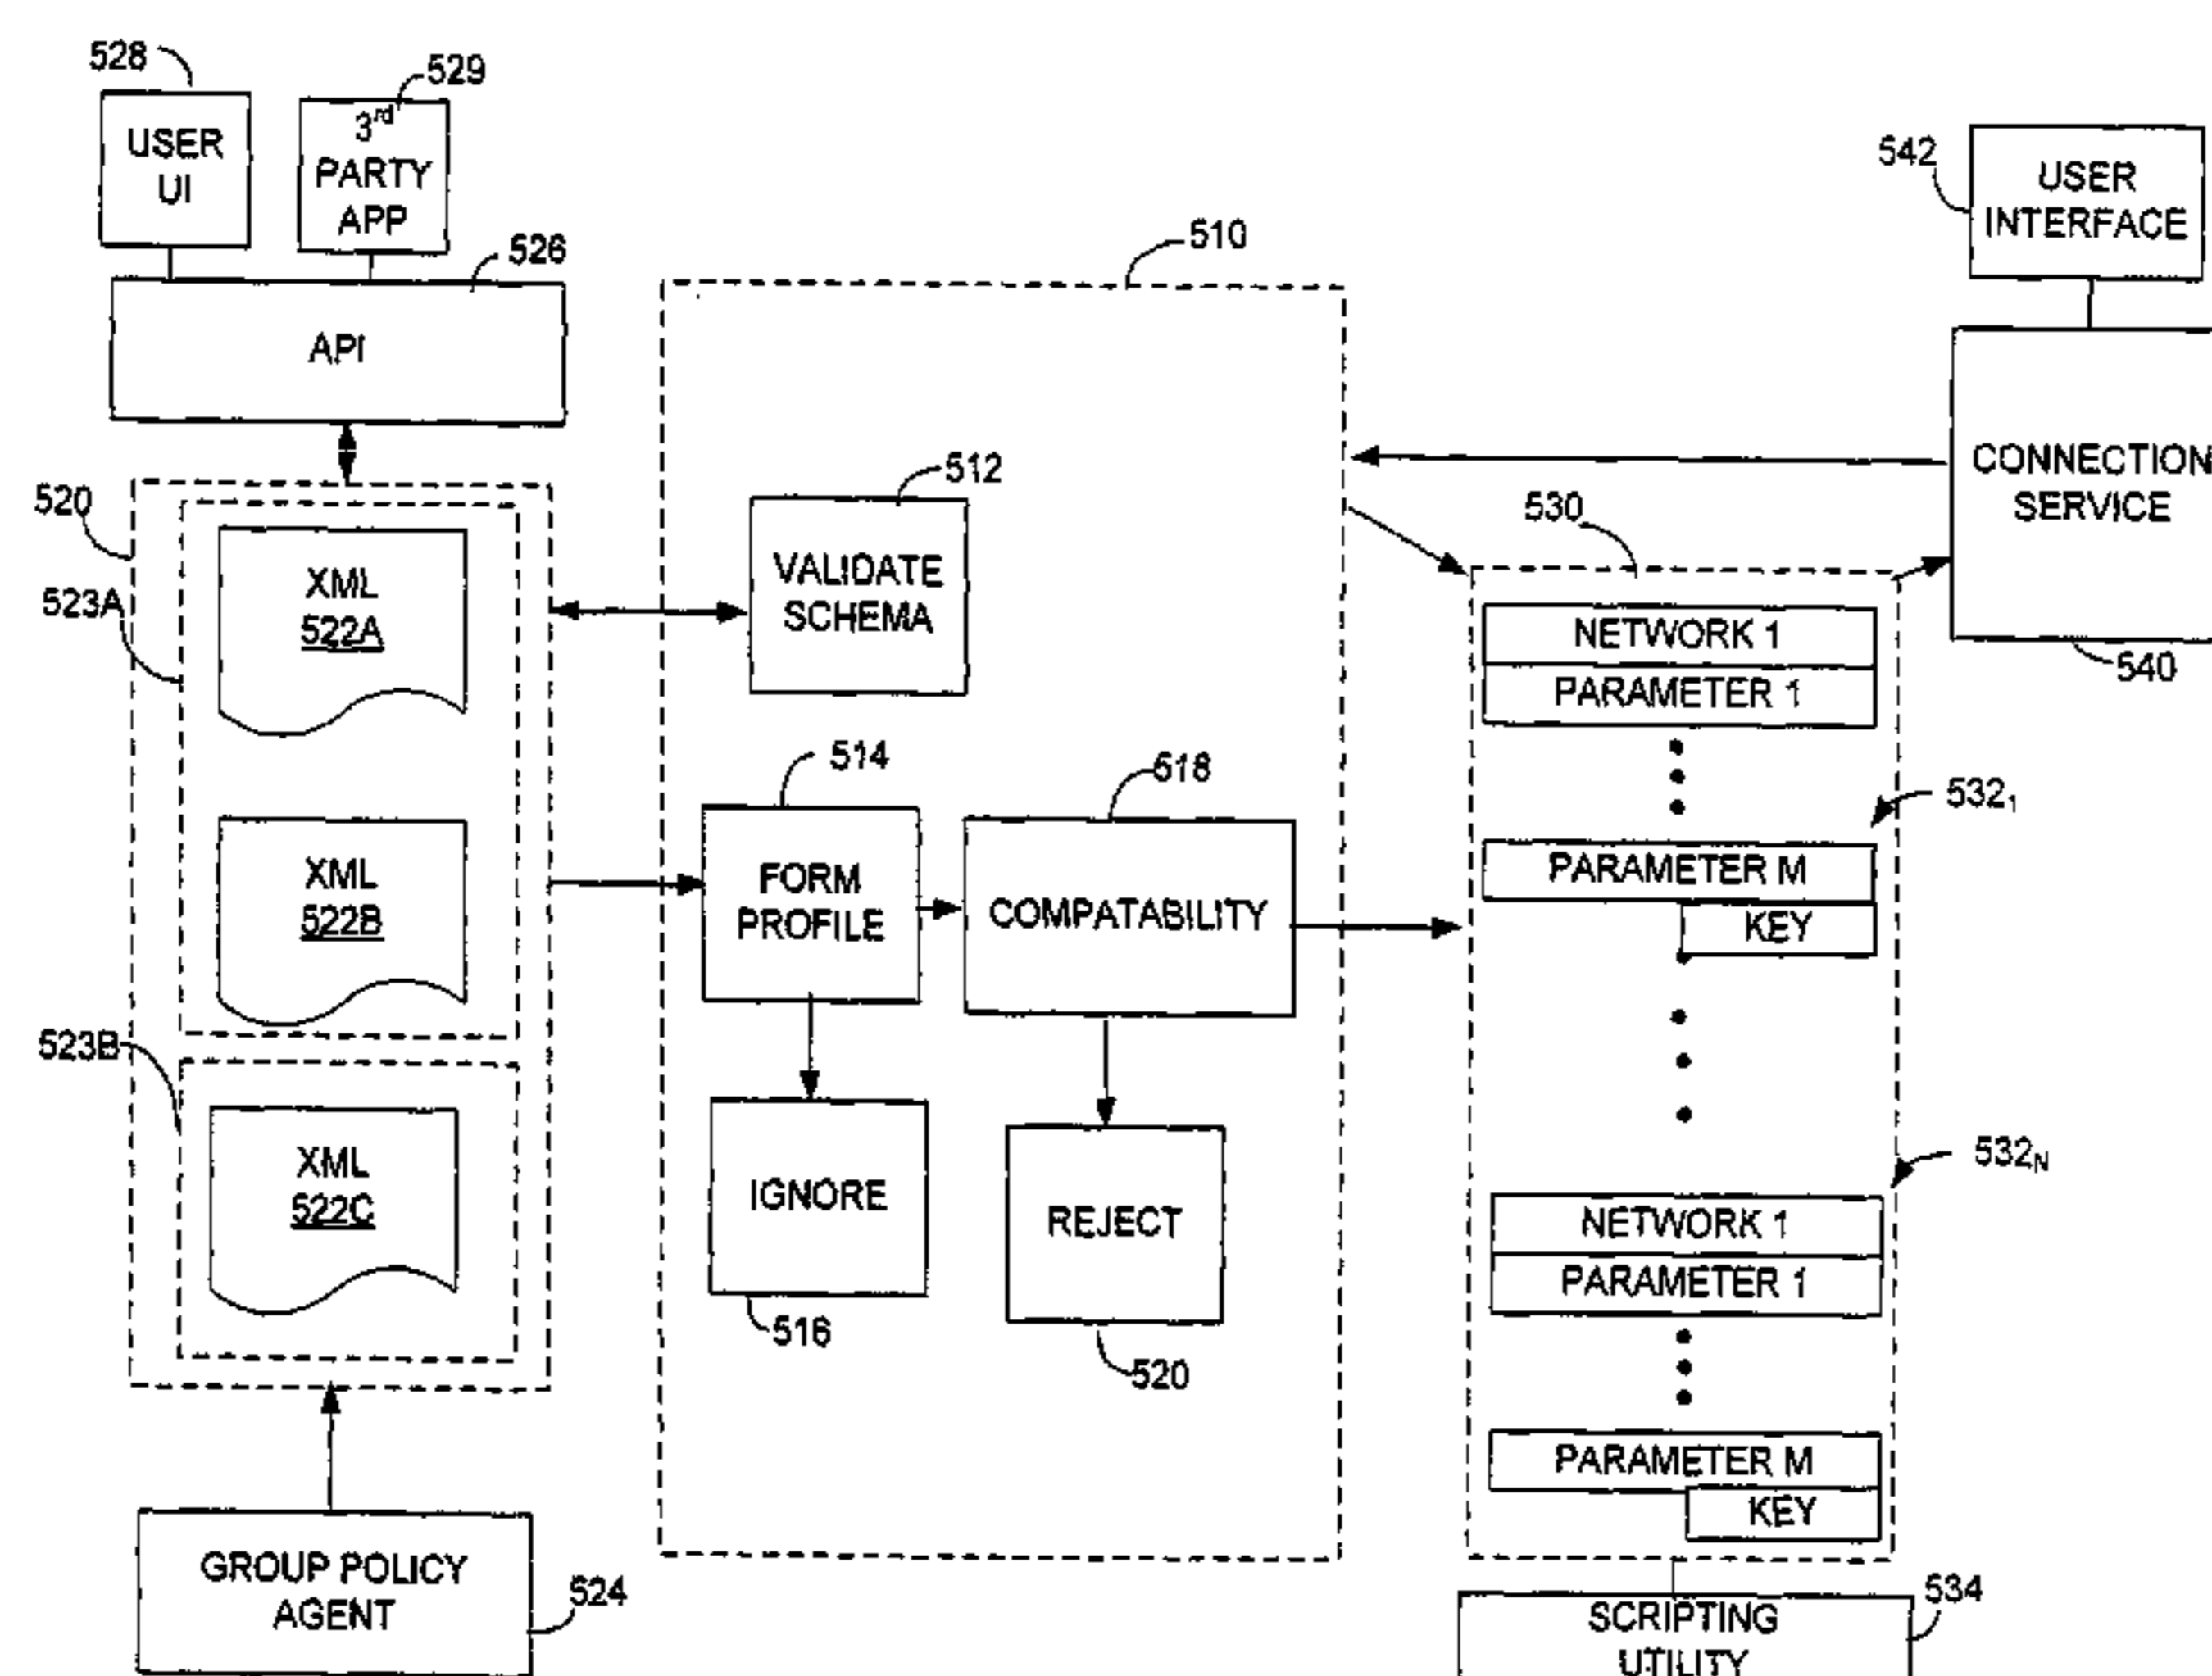 528
529
USER
UI
3rd
PARTY
APP
526
API
510
542
USER
INTERFACE
520
523A
XML
522A
512
VALIDATE
SCHEMA
530
CONNECTION
SERVICE
540
NETWORK 1
PARAMETER 1
532₁
514
518
XML
522B
FORM
PROFILE
COMPATABILITY
PARAMETER M
KEY
523B
XML
522C
IGNORE
516
REJECT
520
532N
NETWORK 1
PARAMETER 1
PARAMETER M
KEY
GROUP POLICY
AGENT
524
534
SCRIPTING
UTILITY